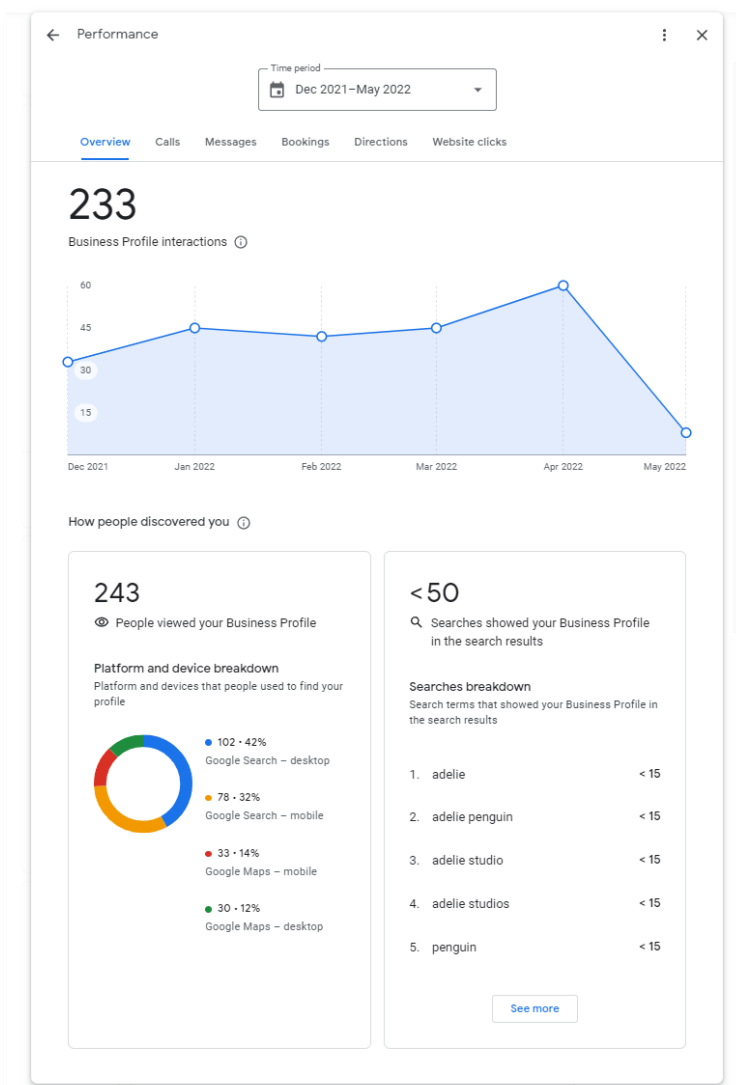 Performance
Time period
Dec 2021–May 2022
Overview Calls Messages Bookings Directions Website clicks
233
Business Profile interactions
60
45
30
15
Dec 2021 Jan 2022 Feb 2022 Mar 2022 Apr 2022 May 2022
How people discovered you
243
People viewed your Business Profile
Platform and device breakdown
Platform and devices that people used to find your
profile
102 · 42%
Google Search – desktop
78 · 32%
Google Search – mobile
33 · 14%
Google Maps – mobile
30 · 12%
Google Maps – desktop
<50
Searches showed your Business Profile
in the search results
Searches breakdown
Search terms that showed your Business Profile in
the search results
1. adelie < 15
2. adelie penguin < 15
3. adelie studio < 15
4. adelie studios < 15
5. penguin < 15
See more